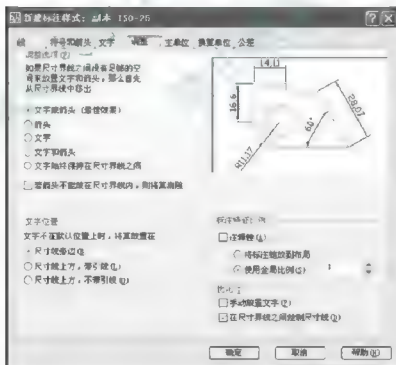 新建标注样式：副本 ISO-25
线 符号和箭头 文字 调整 主单位 换算单位 公差
调整选项(F)
如果尺寸界线之间没有足够的空
间来放置文字和箭头，那么首先
从尺寸界线中移出
文字或箭头（最佳效果）
箭头
文字
文字和箭头
文字始终保持在尺寸界线之间
若箭头不能放在尺寸界线内，则将其消除
文字位置
文字不在默认位置上时，将其放置在
尺寸线旁边(B)
尺寸线上方，带引线(L)
尺寸线上方，不带引线(O)
14.11
16.6
28.07
60°
R11.17
标注特征比例
注释性(A)
将标注缩放到布局
使用全局比例(S) 1
优化(T)
手动放置文字(P)
在尺寸界线之间绘制尺寸线(D)
确定 取消 帮助(H)